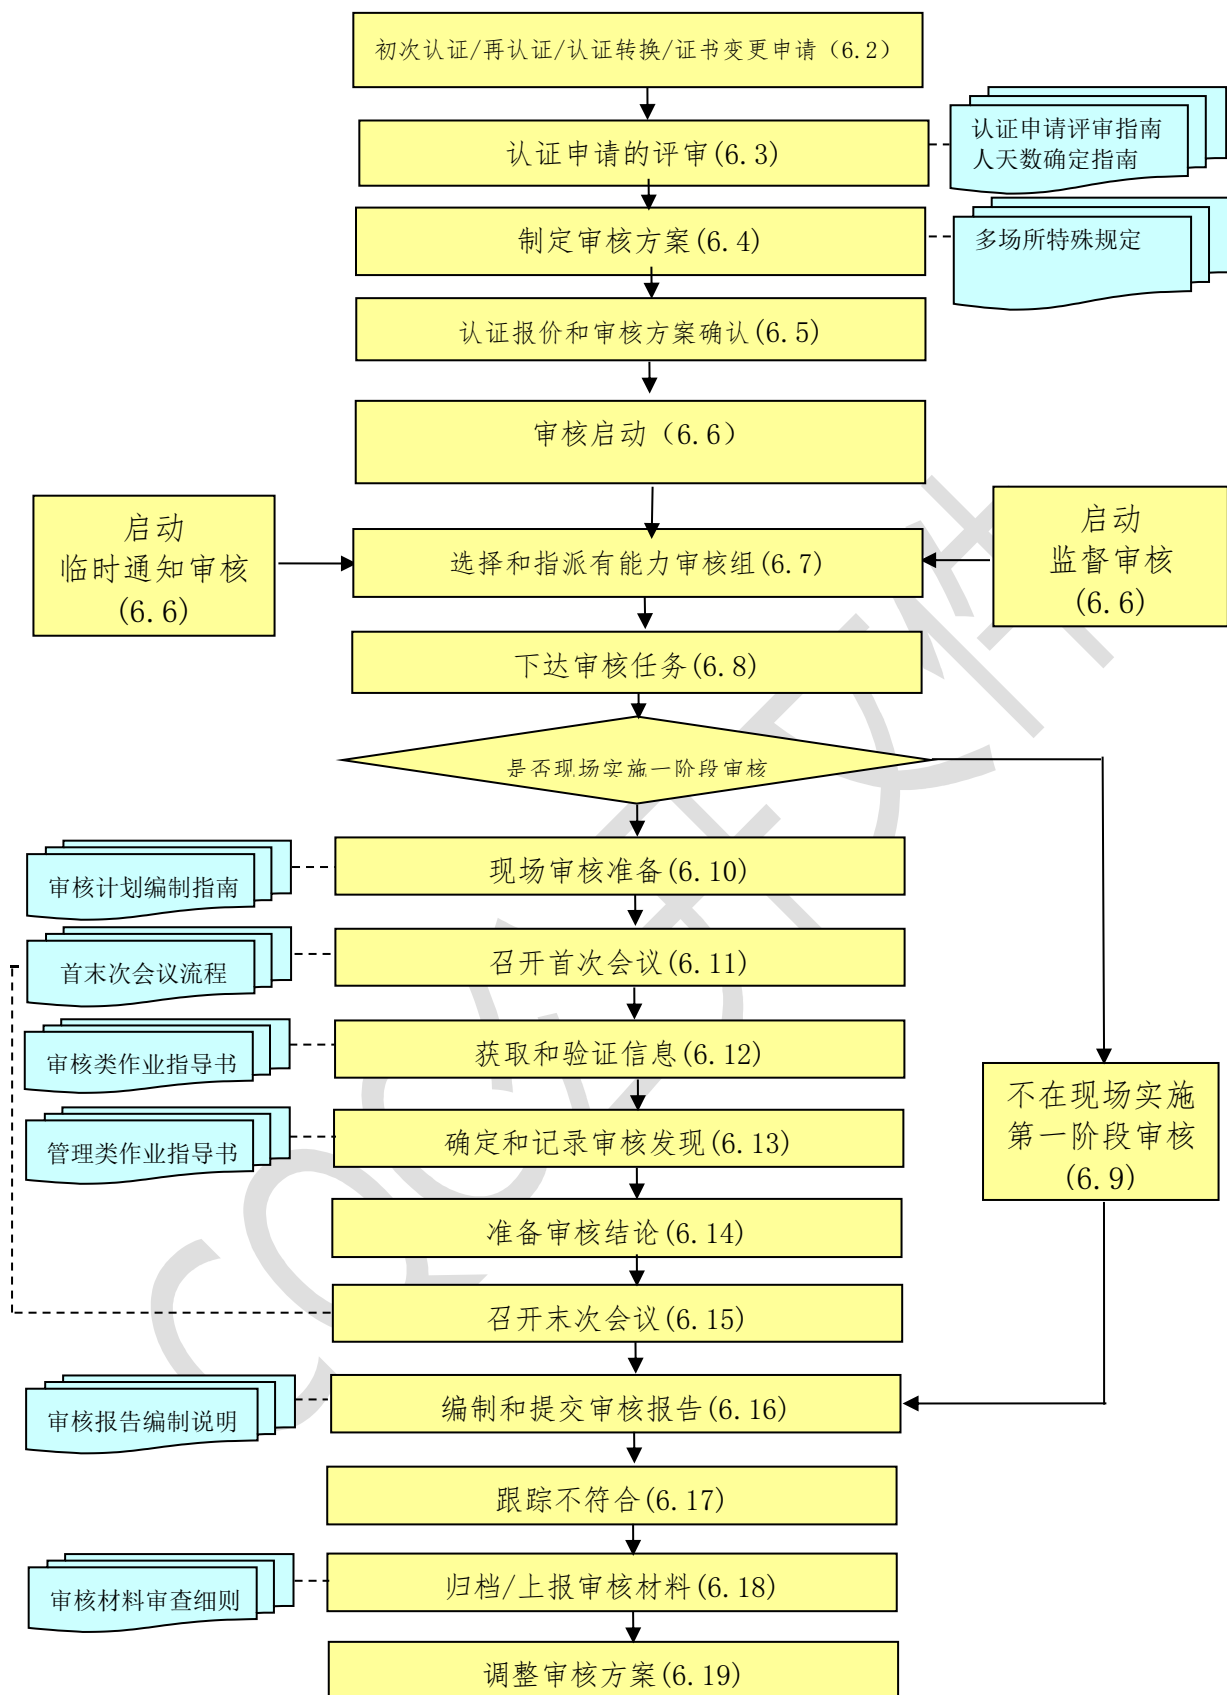 初次认证/再认证/认证转换/证书变更申请（6.2）
认证申请的评审(6.3)
认证申请评审指南
人天数确定指南
制定审核方案(6.4)
多场所特殊规定
认证报价和审核方案确认(6.5)
审核启动（6.6）
启动
临时通知审核
(6.6)
选择和指派有能力审核组(6.7)
启动
监督审核
(6.6)
下达审核任务(6.8)
是否现场实施一阶段审核
审核计划编制指南
现场审核准备(6.10)
首末次会议流程
召开首次会议(6.11)
审核类作业指导书
获取和验证信息(6.12)
不在现场实施
第一阶段审核
(6.9)
管理类作业指导书
确定和记录审核发现(6.13)
准备审核结论(6.14)
召开末次会议(6.15)
审核报告编制说明
编制和提交审核报告(6.16)
跟踪不符合(6.17)
审核材料审查细则
归档/上报审核材料(6.18)
调整审核方案(6.19)